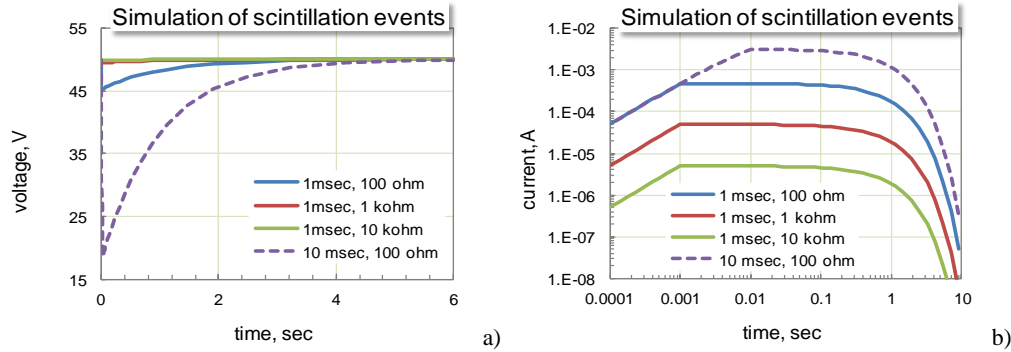 Simulation of scintillation events
55
45
35
25
15
voltage, V
1msec, 100 ohm
1msec, 1 kohm
1msec, 10 kohm
10 msec, 100 ohm
0 2 4 6
time, sec
a)
Simulation of scintillation events
1.E-02
1.E-03
1.E-04
1.E-05
1.E-06
1.E-07
1.E-08
current, A
1 msec, 100 ohm
1 msec, 1 kohm
1 msec, 10 kohm
10 msec, 100 ohm
0.0001 0.001 0.01 0.1 1 10
time, sec
b)